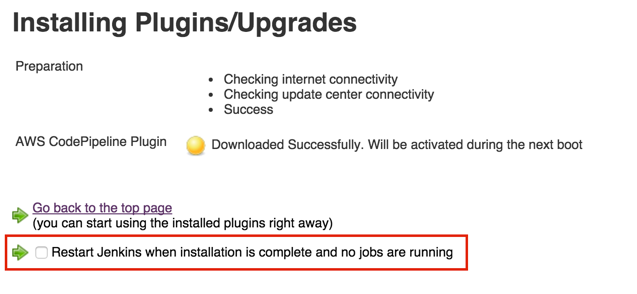 Installing Plugins/Upgrades
Preparation
• Checking internet connectivity
• Checking update center connectivity
• Success
AWS CodePipeline Plugin Downloaded Successfully. Will be activated during the next boot
Go back to the top page
(you can start using the installed plugins right away)
Restart Jenkins when installation is complete and no jobs are running